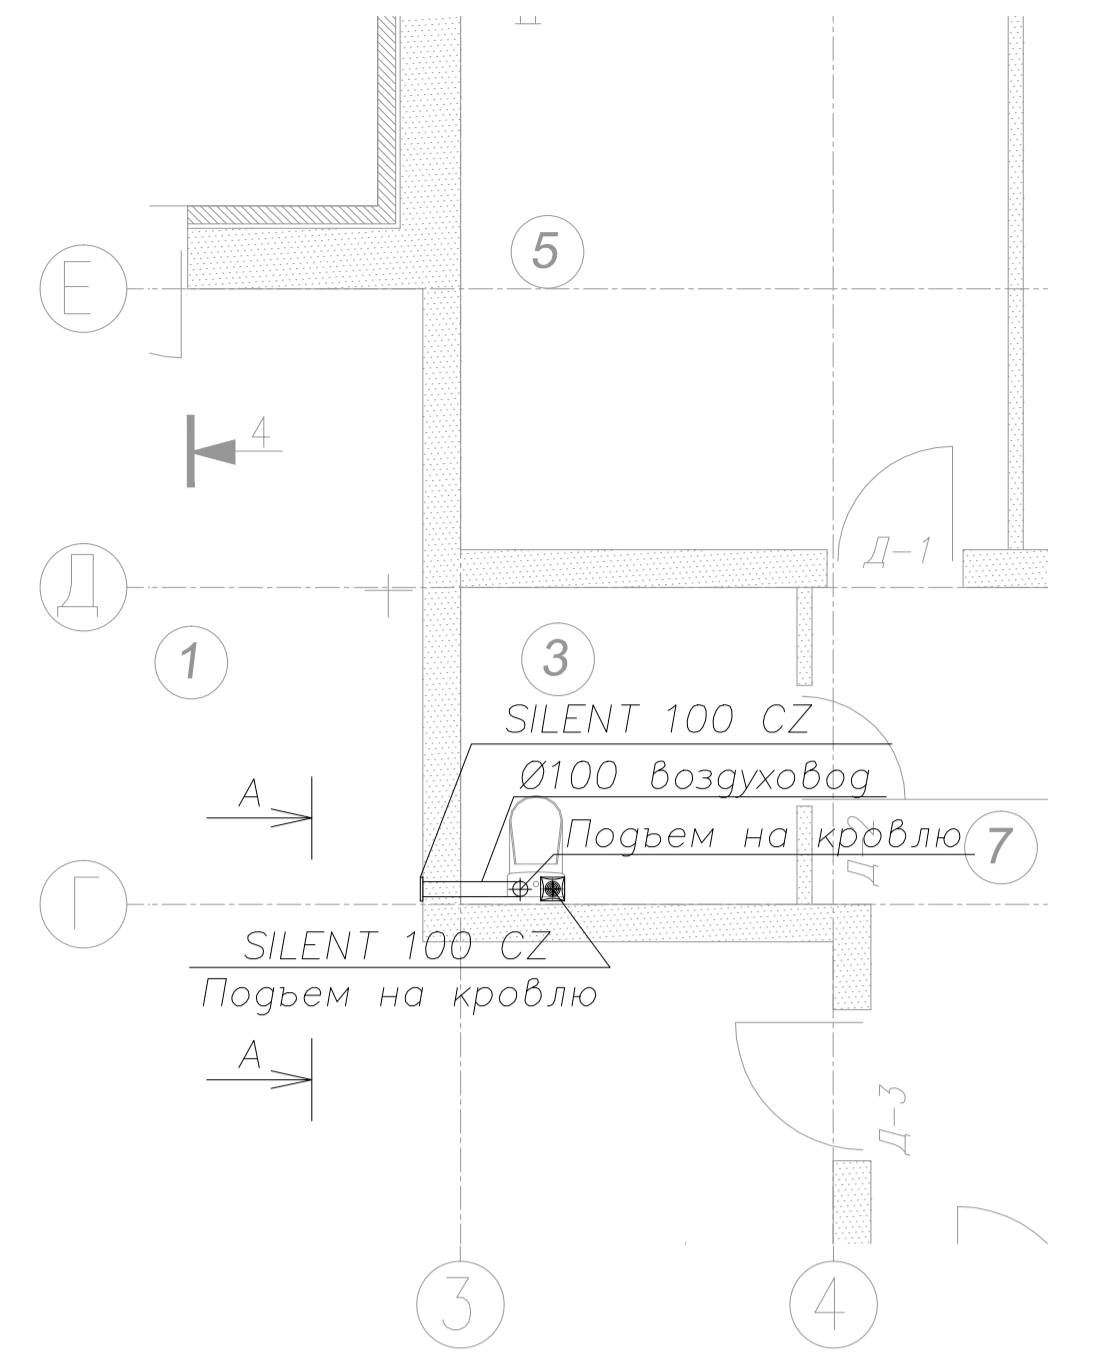 5
Е
4
Д-1
Д
1
3
SILENT 100 CZ
Ø100 воздуховод
А
Подъем на кровлю
7
Д-2
Г
SILENT 100 CZ
Подъем на кровлю
А
Д-3
3
4